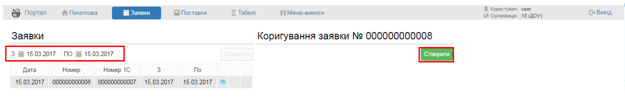 Портал Початкова Заявки Поставки Табелі Меню-вимоги Користувач: user Вихід
Організація: 18 (ДОУ)
Заявки Коригування заявки № 000000000008
З 15.03.2017 ПО 15.03.2017 Створити Створити
Дата Номер Номер 1С З По
15.03.2017 000000000008 000000000007 15.03.2017 15.03.2017